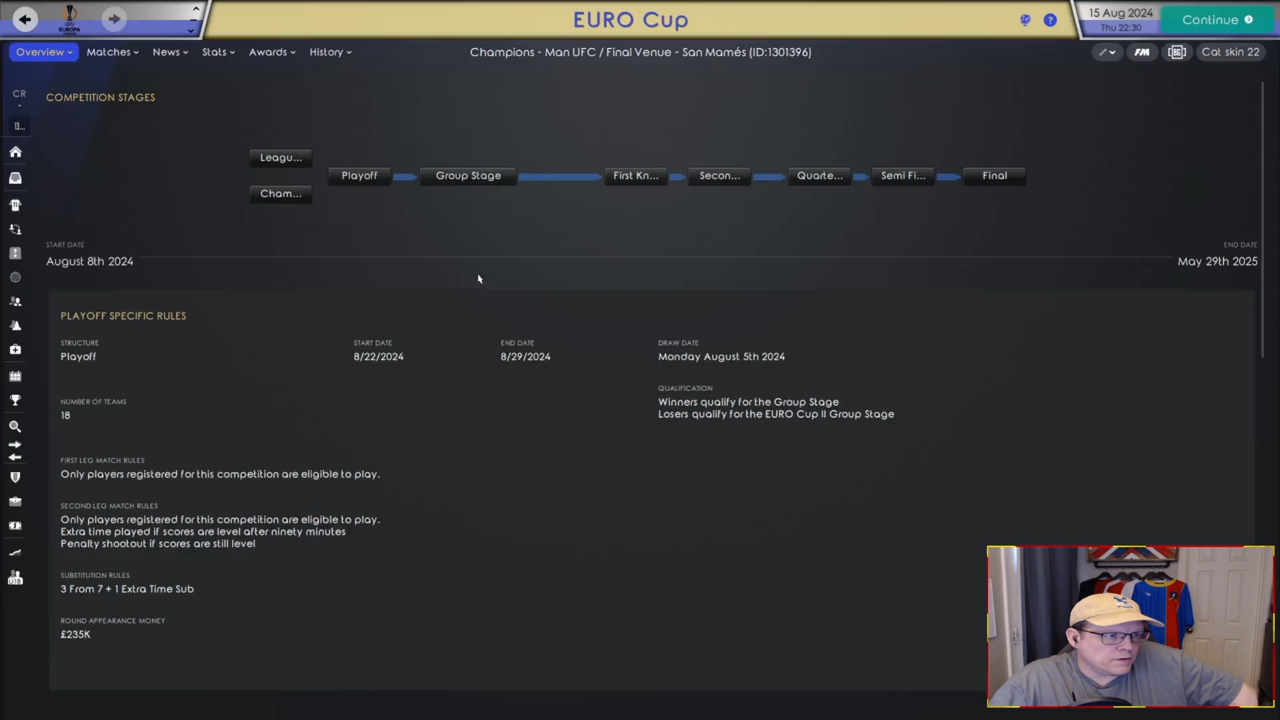 EURO Cup
15 Aug 2024
Thu 22:30
Continue
EUROPA
LEAGUE
Overview
Matches
News
Stats
Awards
History
Champions - Man UFC / Final Venue - San Mamés (ID:1301396)
FM
Cat skin 22
CR
COMPETITION STAGES
Leagu...
Cham...
Playoff
Group Stage
First Kn...
Secon...
Quarte...
Semi Fi...
Final
START DATE
August 8th 2024
END DATE
May 29th 2025
PLAYOFF SPECIFIC RULES
STRUCTURE
Playoff
START DATE
8/22/2024
END DATE
8/29/2024
DRAW DATE
Monday August 5th 2024
QUALIFICATION
Winners qualify for the Group Stage
Losers qualify for the EURO Cup II Group Stage
NUMBER OF TEAMS
18
FIRST LEG MATCH RULES
Only players registered for this competition are eligible to play.
SECOND LEG MATCH RULES
Only players registered for this competition are eligible to play.
Extra time played if scores are level after ninety minutes
Penalty shootout if scores are still level
SUBSTITUTION RULES
3 From 7 + 1 Extra Time Sub
ROUND APPEARANCE MONEY
£235K